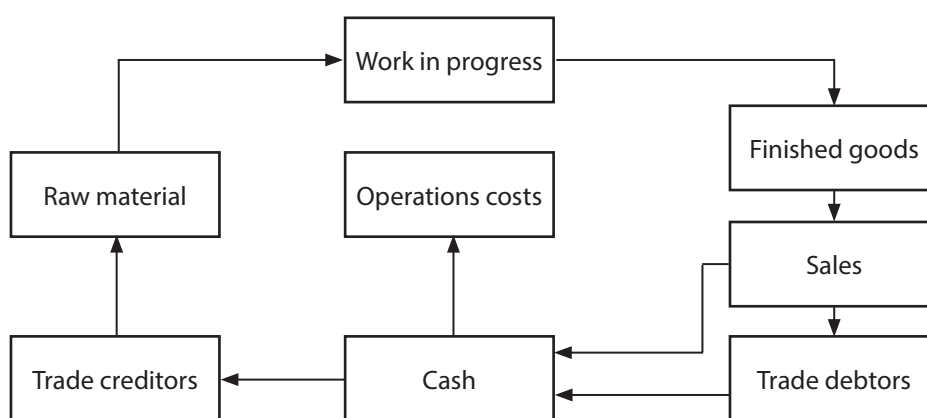 Work in progress
Finished goods
Raw material
Operations costs
Sales
Trade creditors
Cash
Trade debtors